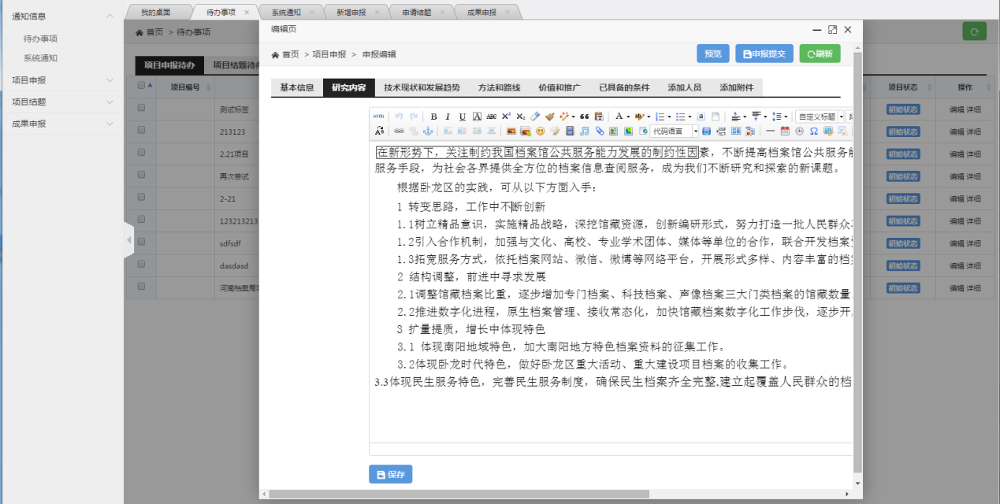 通知信息
待办事项
系统通知
项目申报
项目结题
成果申报
我的桌面 待办事项 × 系统通知 × 新增申报 × 申请结题 × 成果申报 ×
首页 > 待办事项
项目申报待办 项目结题待办
项目编号 项目状态 操作
测试标签 初始状态 编辑 详细
213123 初始状态 编辑 详细
2.21项目 初始状态 编辑 详细
再次尝试 初始状态 编辑 详细
2-21 初始状态 编辑 详细
123213213 初始状态 编辑 详细
sdfsdf 初始状态 编辑 详细
dasdasd 初始状态 编辑 详细
河南档案局 初始状态 编辑 详细
编辑页
首页 > 项目申报 > 申报编辑
预览 申报提交 刷新
基本信息 研究内容 技术现状和发展趋势 方法和路线 价值和推广 已具备的条件 添加人员 添加附件
HTML B I U A ABC X² X₂ A 自定义标题
代码语言
在新形势下，关注制约我国档案馆公共服务能力发展的制约性因素，不断提高档案馆公共服务能
服务手段，为社会各界提供全方位的档案信息查阅服务，成为我们不断研究和探索的新课题。
根据卧龙区的实践，可从以下方面入手：
1 转变思路，工作中不断创新
1.1树立精品意识，实施精品战略，深挖馆藏资源，创新编研形式，努力打造一批人民群众
1.2引入合作机制，加强与文化、高校、专业学术团体、媒体等单位的合作，联合开发档案
1.3拓宽服务方式，依托档案网站、微信、微博等网络平台，开展形式多样、内容丰富的档
2 结构调整，前进中寻求发展
2.1调整馆藏档案比重，逐步增加专门档案、科技档案、声像档案三大门类档案的馆藏数量
2.2推进数字化进程，原生档案管理、接收常态化，加快馆藏档案数字化工作步伐，逐步开
3 扩量提质，增长中体现特色
3.1 体现南阳地域特色，加大南阳地方特色档案资料的征集工作。
3.2体现卧龙时代特色，做好卧龙区重大活动、重大建设项目档案的收集工作。
3.3体现民生服务特色，完善民生服务制度，确保民生档案齐全完整,建立起覆盖人民群众的档
保存